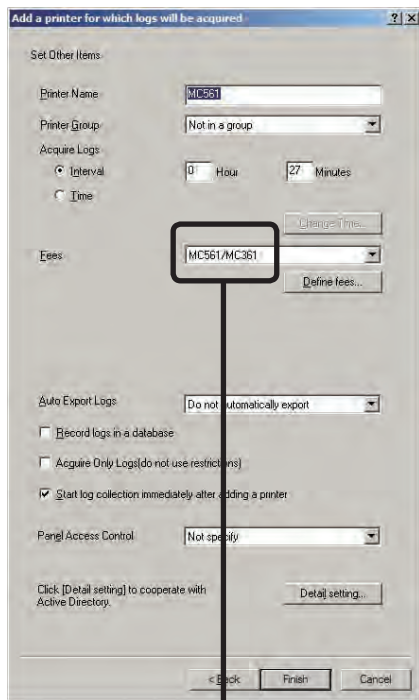 Add a printer for which logs will be acquired
Set Other Items
Printer Name MC561
Printer Group Not in a group
Acquire Logs
Interval 0 Hour 27 Minutes
Time
Change Time...
Fees MC561/MC361
Define fees...
Auto Export Logs Do not automatically export
Record logs in a database
Acquire Only Logs(do not use restrictions)
Start log collection immediately after adding a printer
Panel Access Control Not specify
Click [Detail setting] to cooperate with
Active Directory.
Detail setting...
< Back Finish Cancel